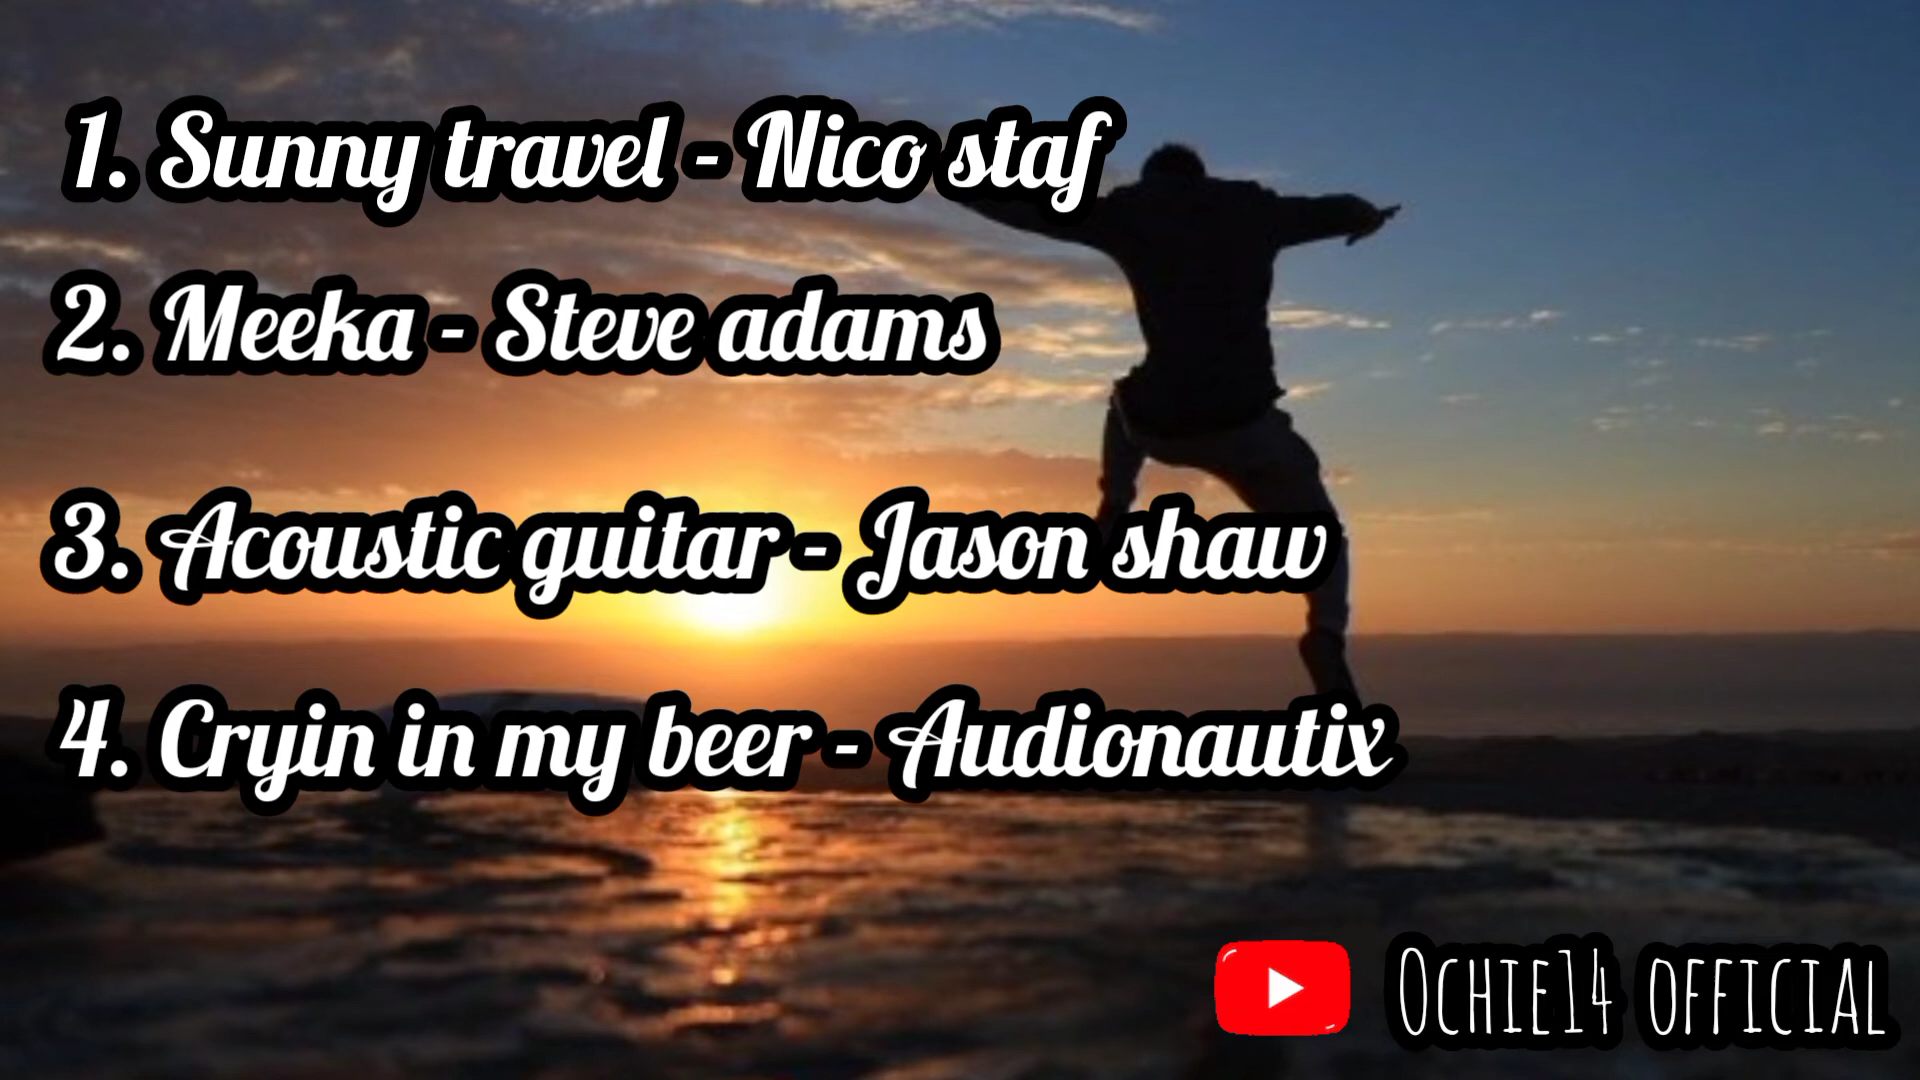 1. Sunny travel - Nico staf
2. Meeka - Steve adams
3. Acoustic guitar - Jason shaw
4. Cryin in my beer - Audionautix
Ochie14 official